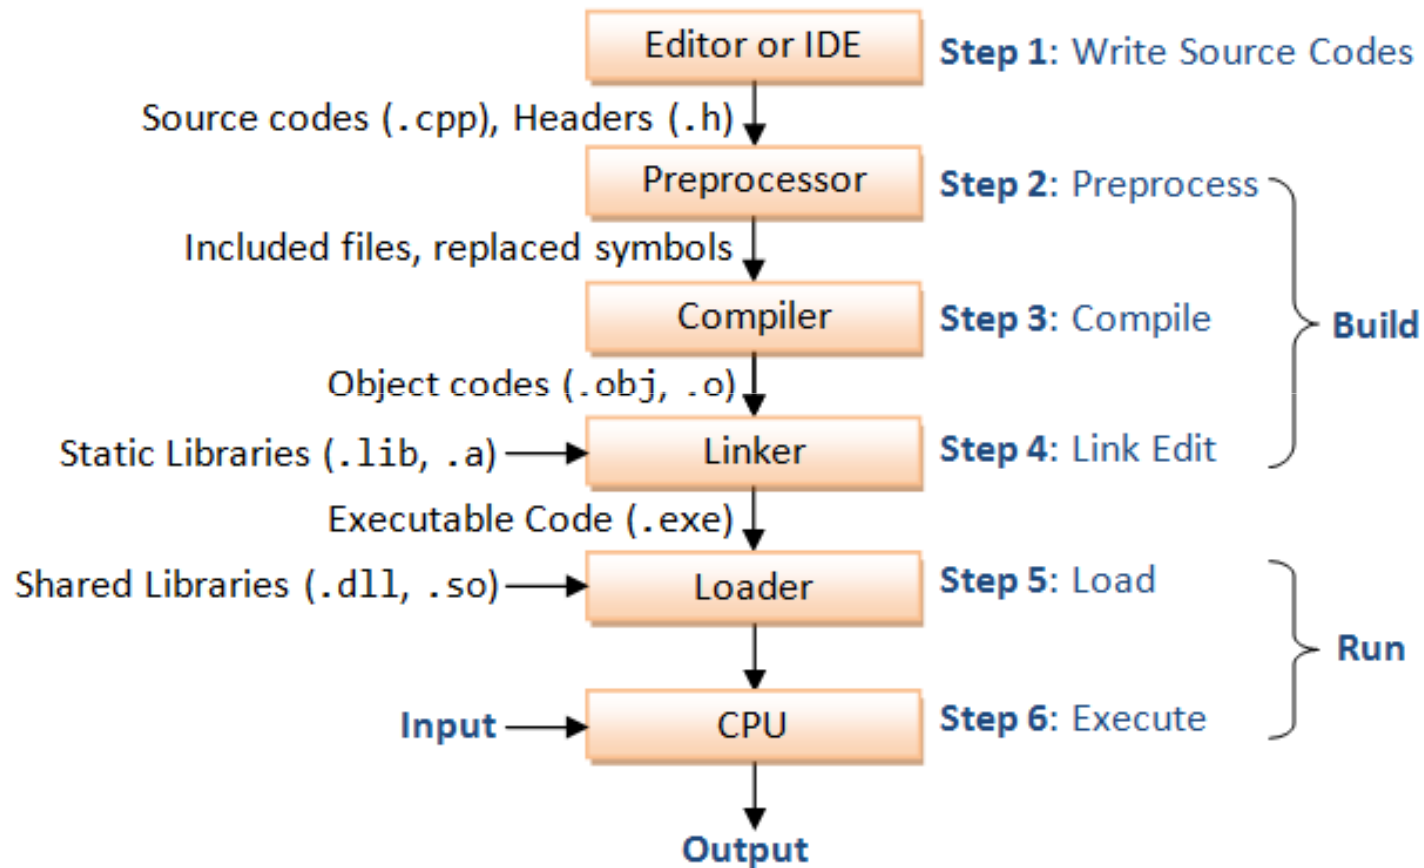 Editor or IDE
Step 1: Write Source Codes
Source codes (.cpp), Headers (.h)
Preprocessor
Step 2: Preprocess
Included files, replaced symbols
Compiler
Step 3: Compile
Build
Object codes (.obj, .o)
Static Libraries (.lib, .a)
Linker
Step 4: Link Edit
Executable Code (.exe)
Shared Libraries (.dll, .so)
Loader
Step 5: Load
Run
Input
CPU
Step 6: Execute
Output